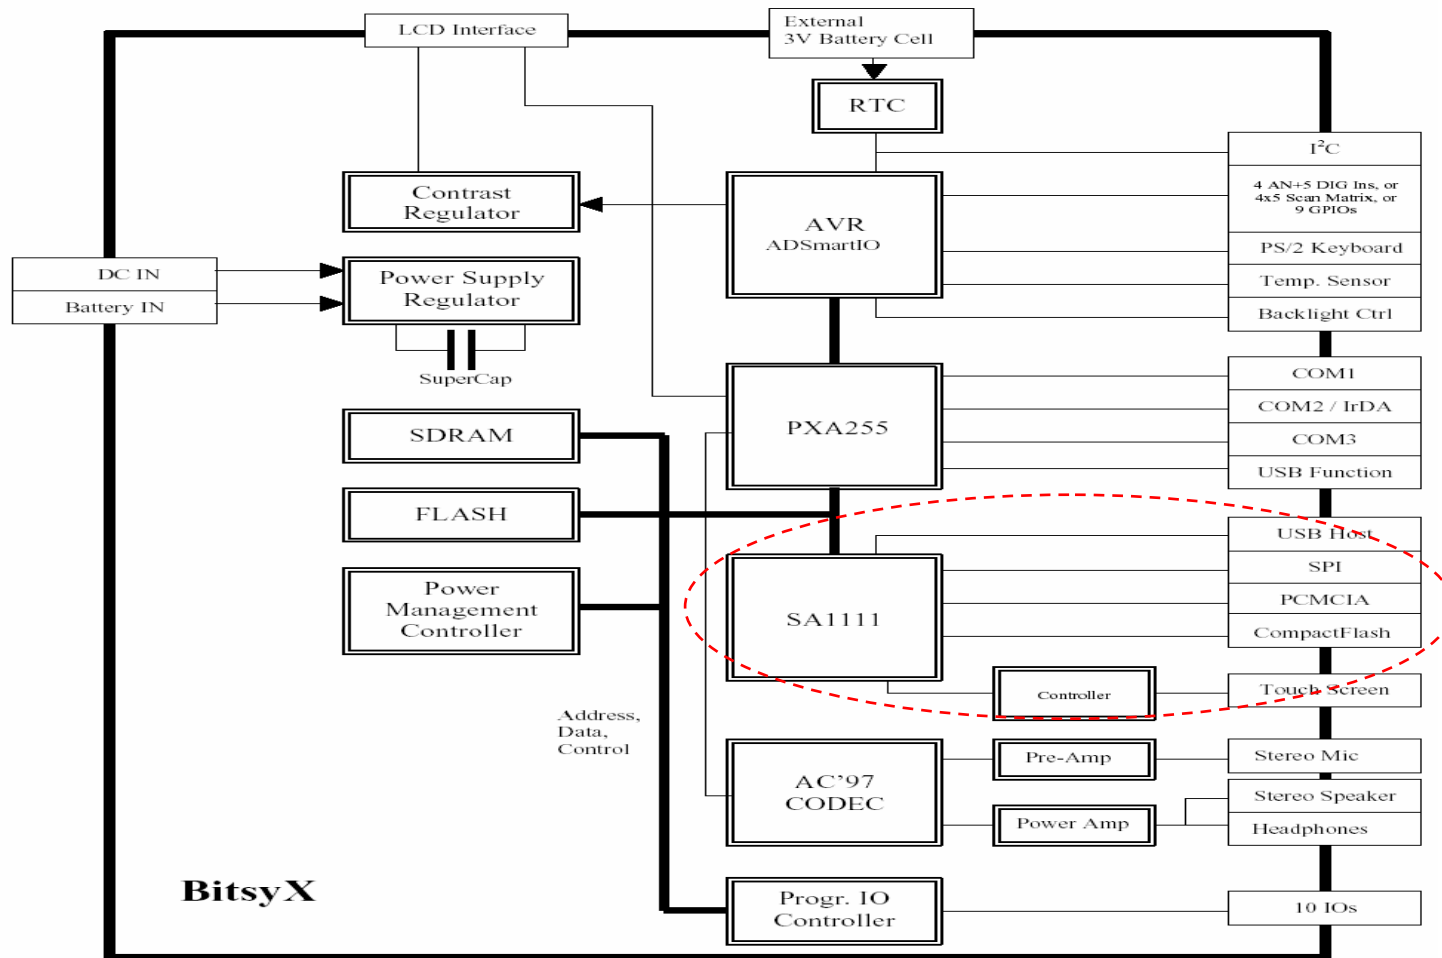 LCD Interface
External
3V Battery Cell
RTC
I²C
Contrast
Regulator
AVR
ADSmartIO
4 AN+5 DIG Ins, or
4x5 Scan Matrix, or
9 GPIOs
PS/2 Keyboard
DC IN
Battery IN
Power Supply
Regulator
Temp. Sensor
Backlight Ctrl
SuperCap
COM1
COM2 / IrDA
COM3
USB Function
SDRAM
PXA255
FLASH
USB Host
SPI
PCMCIA
CompactFlash
Power
Management
Controller
SA1111
Controller
Touch Screen
Address,
Data,
Control
AC'97
CODEC
Pre-Amp
Stereo Mic
Power Amp
Stereo Speaker
Headphones
BitsyX
Progr. IO
Controller
10 IOs